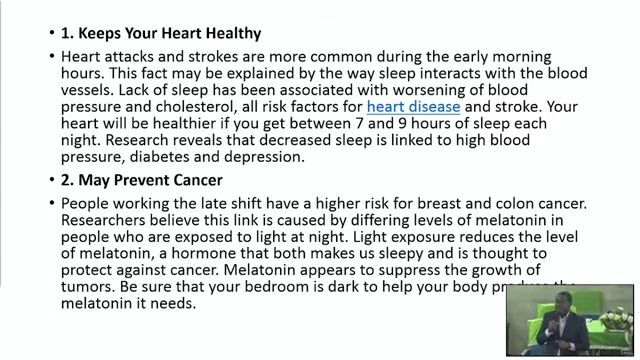 1. Keeps Your Heart Healthy
Heart attacks and strokes are more common during the early morning
hours. This fact may be explained by the way sleep interacts with the blood
vessels. Lack of sleep has been associated with worsening of blood
pressure and cholesterol, all risk factors for heart disease and stroke. Your
heart will be healthier if you get between 7 and 9 hours of sleep each
night. Research reveals that decreased sleep is linked to high blood
pressure, diabetes and depression.
2. May Prevent Cancer
People working the late shift have a higher risk for breast and colon cancer.
Researchers believe this link is caused by differing levels of melatonin in
people who are exposed to light at night. Light exposure reduces the level
of melatonin, a hormone that both makes us sleepy and is thought to
protect against cancer. Melatonin appears to suppress the growth of
tumors. Be sure that your bedroom is dark to help your body produce the
melatonin it needs.